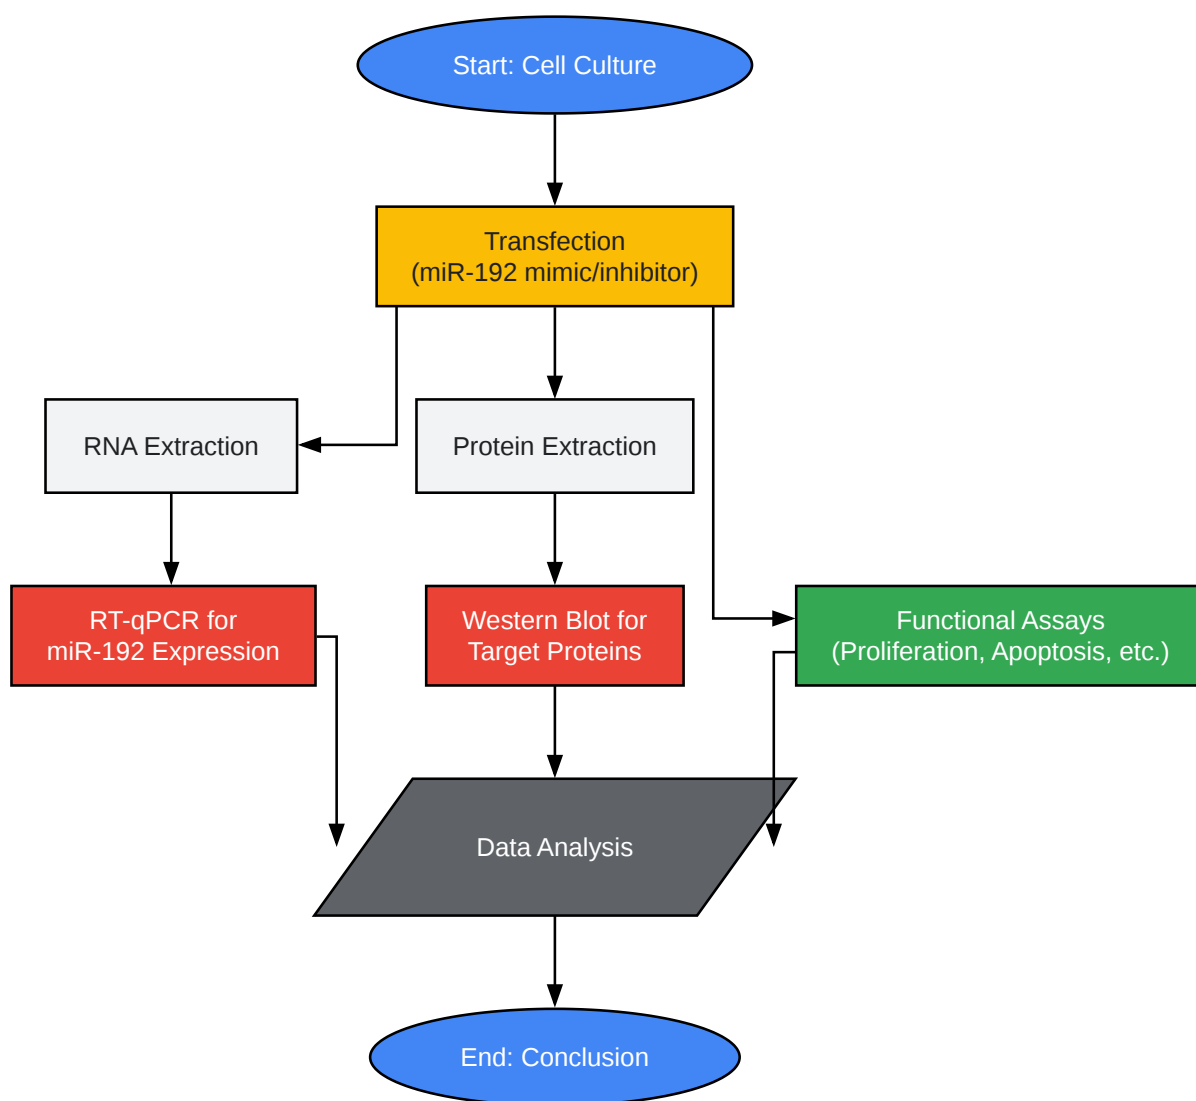 Start: Cell Culture
Transfection
(miR-192 mimic/inhibitor)
RNA Extraction
Protein Extraction
RT-qPCR for
miR-192 Expression
Western Blot for
Target Proteins
Functional Assays
(Proliferation, Apoptosis, etc.)
Data Analysis
End: Conclusion